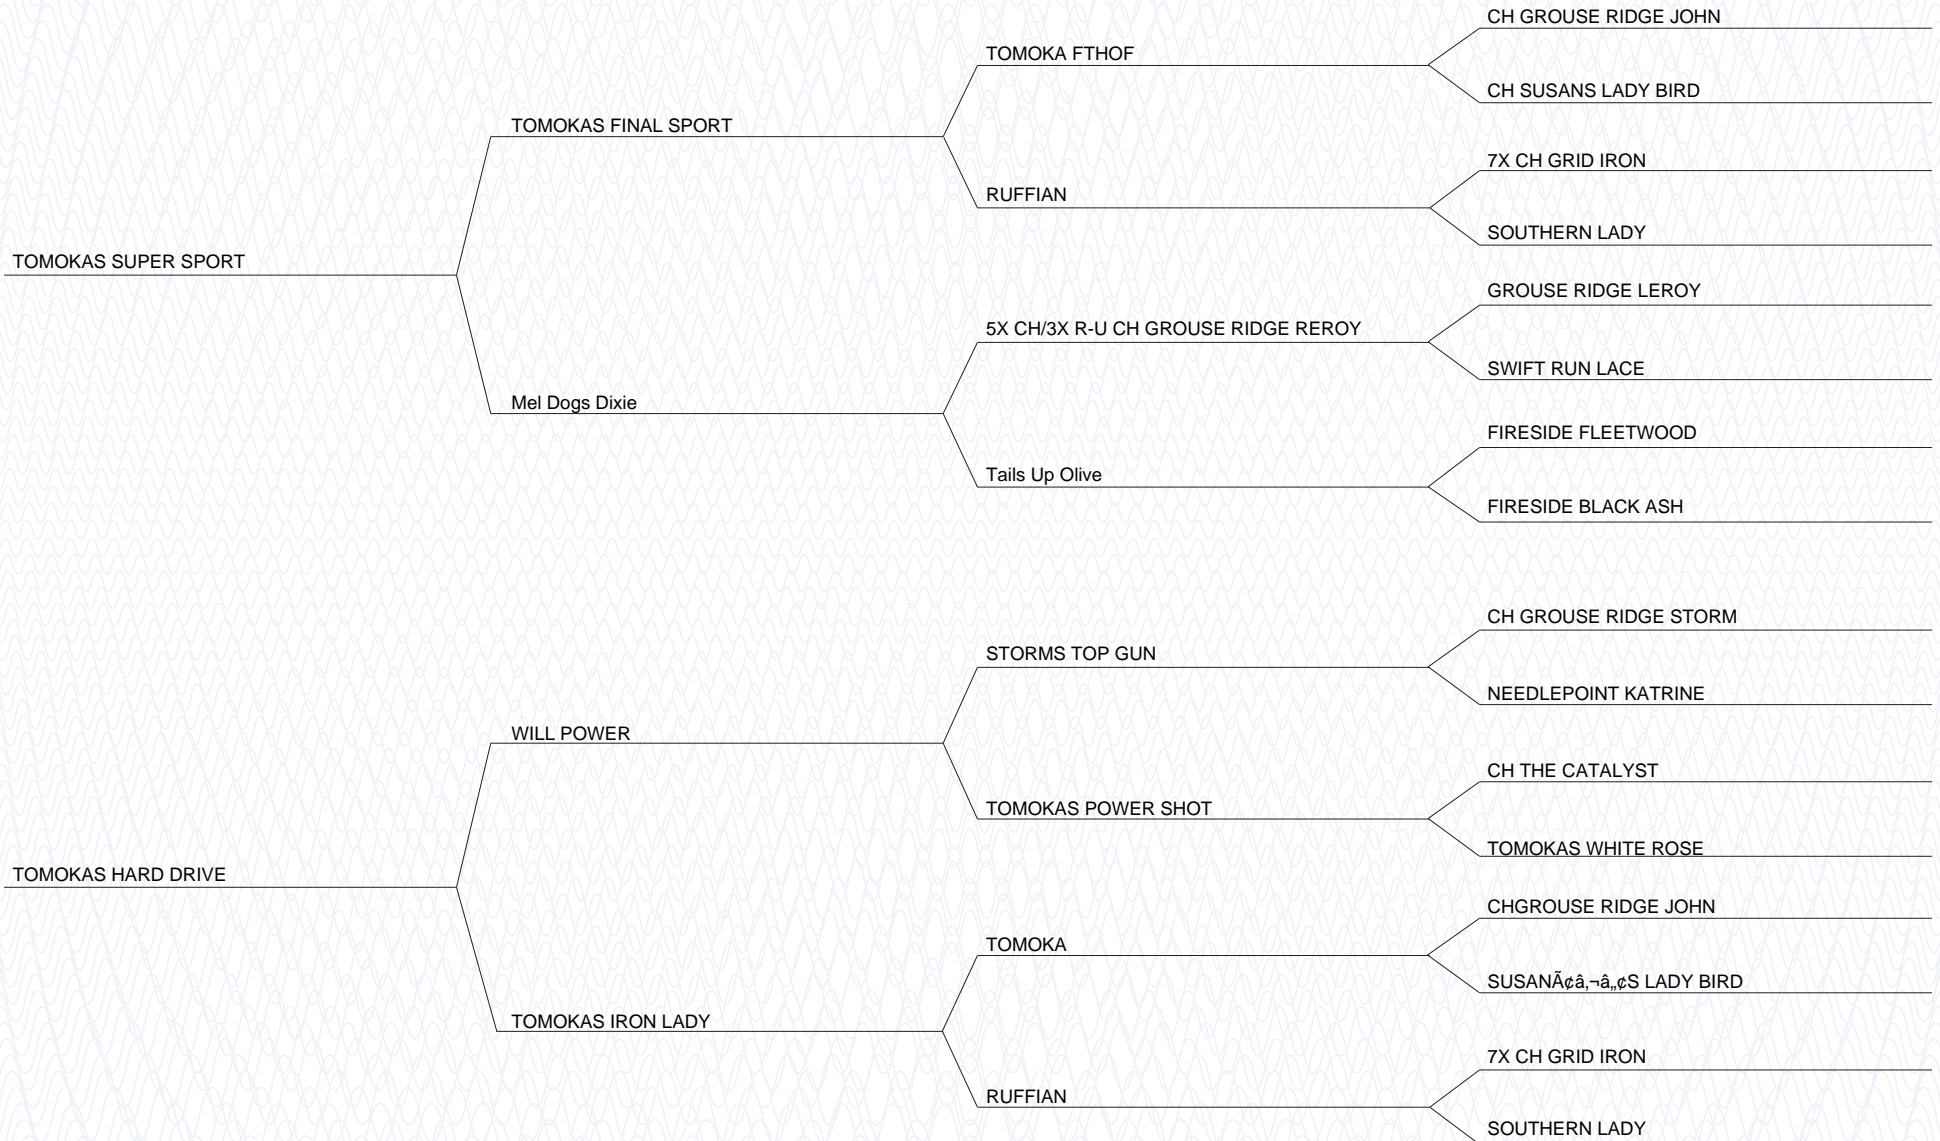 CH GROUSE RIDGE JOHN
TOMOKA FTHOF
CH SUSANS LADY BIRD
TOMOKAS FINAL SPORT
7X CH GRID IRON
RUFFIAN
SOUTHERN LADY
TOMOKAS SUPER SPORT
GROUSE RIDGE LEROY
5X CH/3X R-U CH GROUSE RIDGE REROY
SWIFT RUN LACE
Mel Dogs Dixie
FIRESIDE FLEETWOOD
Tails Up Olive
FIRESIDE BLACK ASH
CH GROUSE RIDGE STORM
STORMS TOP GUN
NEEDLEPOINT KATRINE
WILL POWER
CH THE CATALYST
TOMOKAS POWER SHOT
TOMOKAS WHITE ROSE
TOMOKAS HARD DRIVE
CHGROUSE RIDGE JOHN
TOMOKA
SUSANÃ¢â‚¬â„¢S LADY BIRD
TOMOKAS IRON LADY
7X CH GRID IRON
RUFFIAN
SOUTHERN LADY